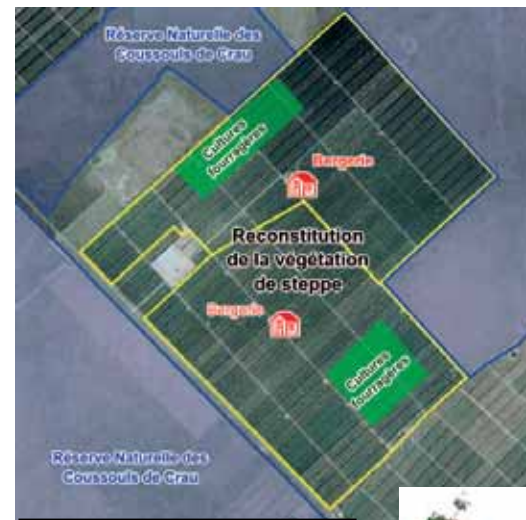 Réserve Naturelle des
Coussouls de Crau
Cultures
fourragères
Bergerie
Reconstitution
de la végétation
de steppe
Bergerie
Cultures
fourragères
Réserve Naturelle des
Coussouls de Crau